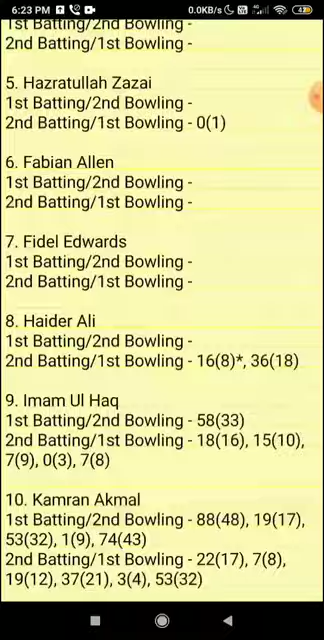 6:23 PM
0.0KB/s
42
1st Batting/2nd Bowling -
2nd Batting/1st Bowling -
5. Hazratullah Zazai
1st Batting/2nd Bowling -
2nd Batting/1st Bowling - 0(1)
6. Fabian Allen
1st Batting/2nd Bowling -
2nd Batting/1st Bowling -
7. Fidel Edwards
1st Batting/2nd Bowling -
2nd Batting/1st Bowling -
8. Haider Ali
1st Batting/2nd Bowling -
2nd Batting/1st Bowling - 16(8)*, 36(18)
9. Imam Ul Haq
1st Batting/2nd Bowling - 58(33)
2nd Batting/1st Bowling - 18(16), 15(10),
7(9), 0(3), 7(8)
10. Kamran Akmal
1st Batting/2nd Bowling - 88(48), 19(17),
53(32), 1(9), 74(43)
2nd Batting/1st Bowling - 22(17), 7(8),
19(12), 37(21), 3(4), 53(32)